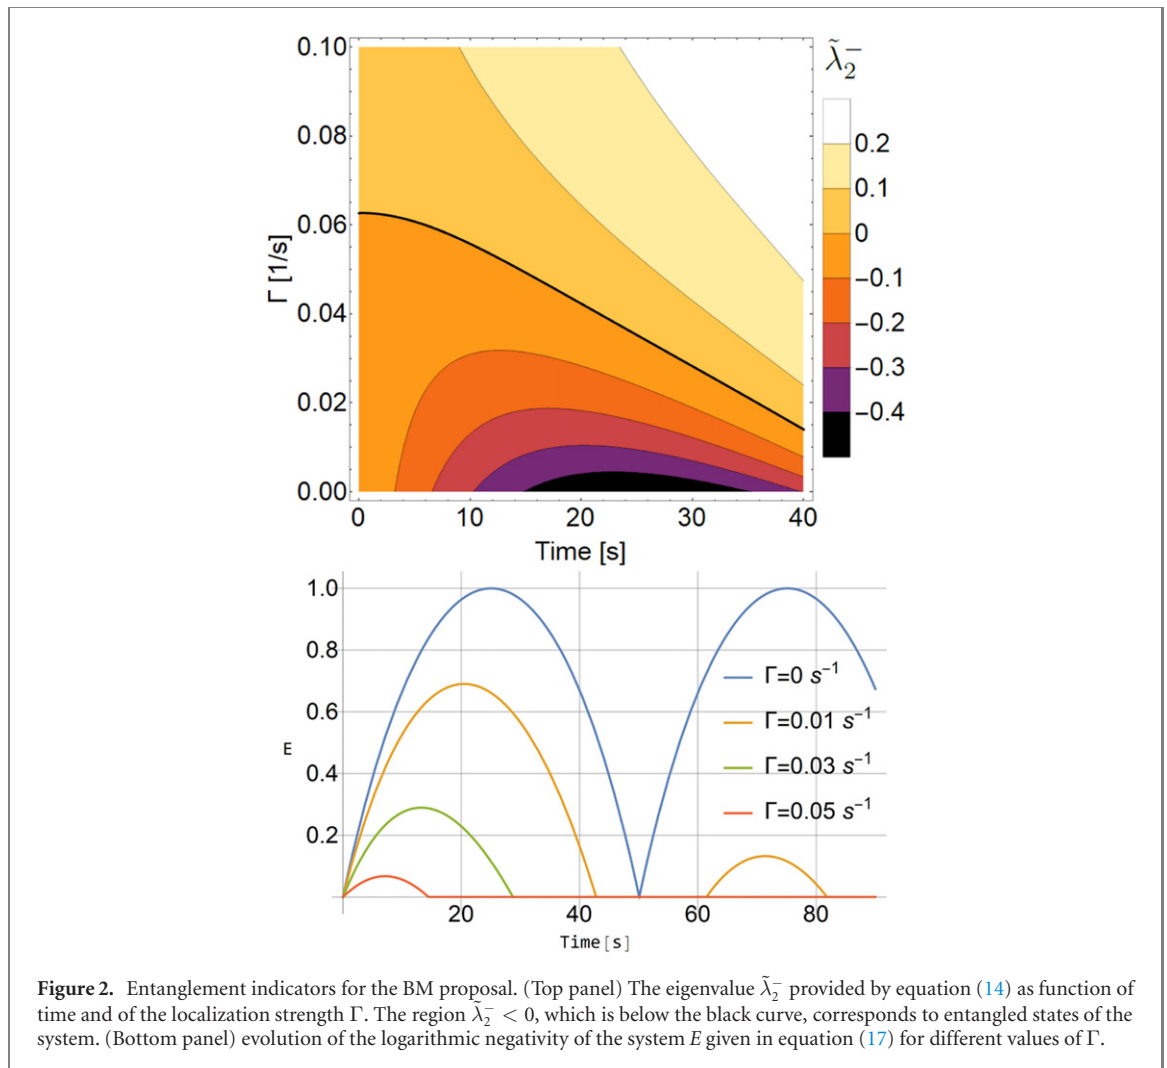 0.10
0.08
0.06
0.04
0.02
0.00
Γ [1/s]
0 10 20 30 40
Time [s]
λ̃₂⁻
0.2
0.1
0
−0.1
−0.2
−0.3
−0.4
1.0
0.8
0.6
0.4
0.2
E
20 40 60 80
Time[s]
Γ=0 s⁻¹
Γ=0.01 s⁻¹
Γ=0.03 s⁻¹
Γ=0.05 s⁻¹
Figure 2. Entanglement indicators for the BM proposal. (Top panel) The eigenvalue λ̃₂⁻ provided by equation (14) as function of
time and of the localization strength Γ. The region λ̃₂⁻ < 0, which is below the black curve, corresponds to entangled states of the
system. (Bottom panel) evolution of the logarithmic negativity of the system E given in equation (17) for different values of Γ.